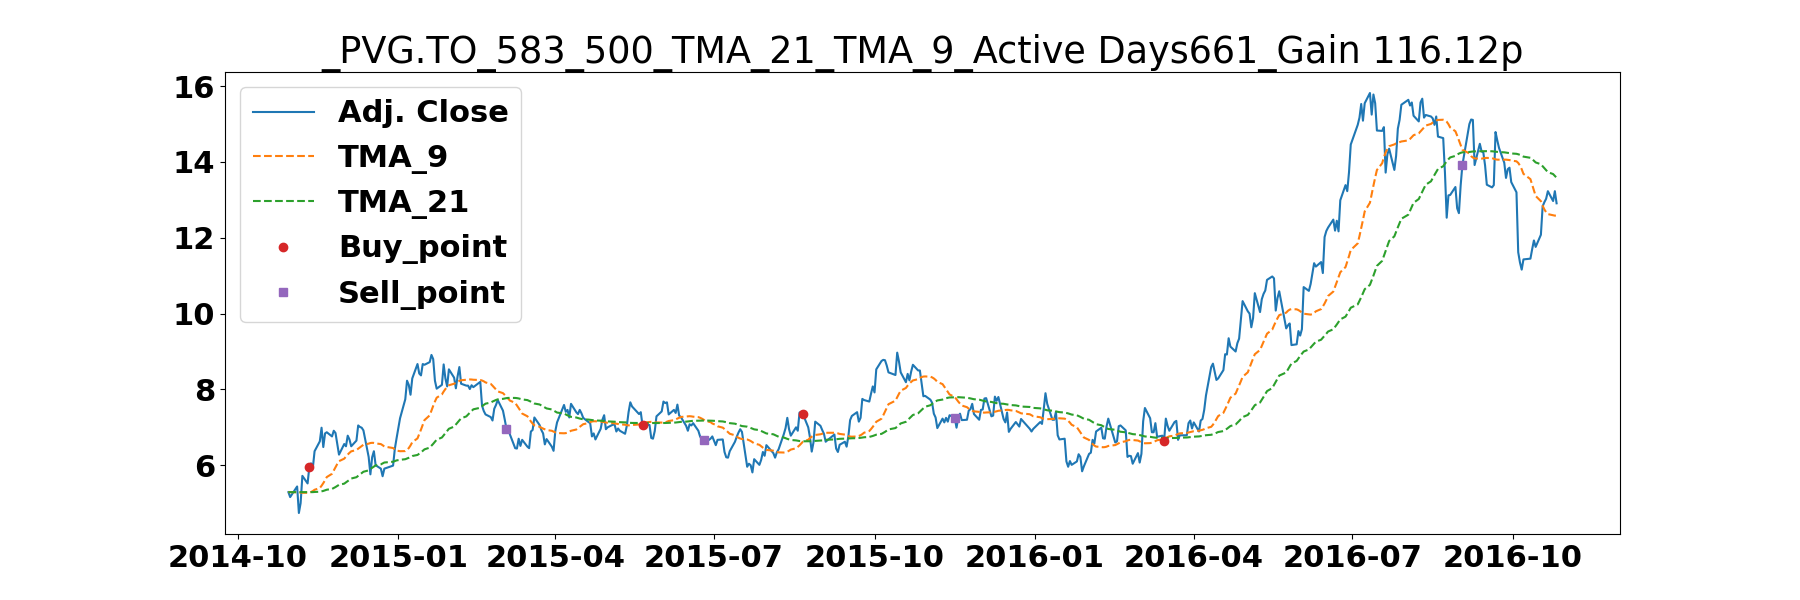 _PVG.TO_583_500_TMA_21_TMA_9_Active Days661_Gain 116.12p
16
14
12
10
8
6
Adj. Close
TMA_9
TMA_21
Buy_point
Sell_point
2014-10 2015-01 2015-04 2015-07 2015-10 2016-01 2016-04 2016-07 2016-10